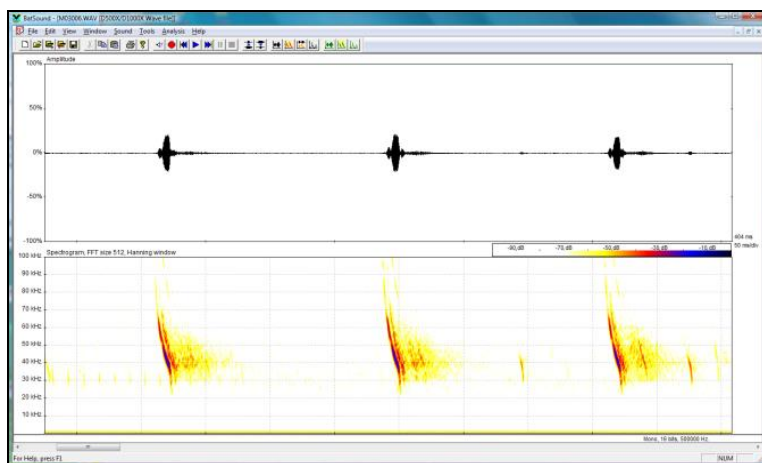 BatSound - [M03006.WAV [D500X/D1000X Wave file]]
File Edit View Window Sound Tools Analysis Sound Help
Amplitude
100%
50%
0%
-50%
-100%
404 ms
50 ms/div
Spectrogram, FFT size 512, Hanning window
-90 dB -70 dB -50 dB -30 dB -10 dB
100 kHz
90 kHz
80 kHz
70 kHz
60 kHz
50 kHz
40 kHz
30 kHz
20 kHz
10 kHz
Mono, 16 bits, 500000 Hz.
For Help, press F1
NUM